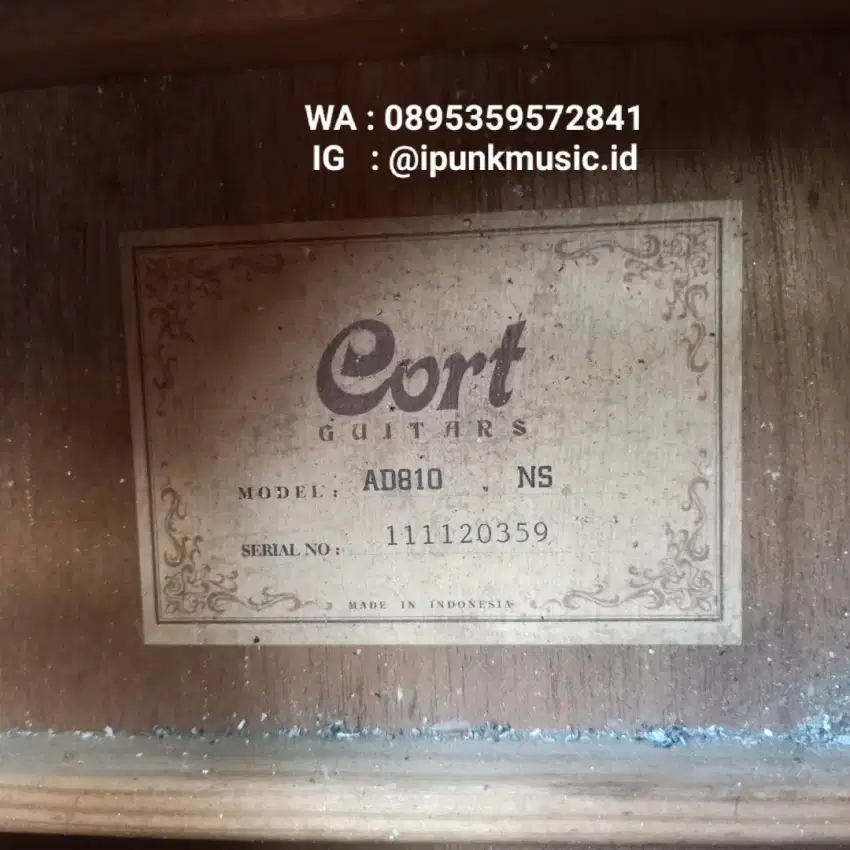 WA : 0895359572841
IG : @ipunkmusic.id
Cort
GUITARS
MODEL : AD810 . NS
SERIAL NO : 111120359
MADE IN INDONESIA